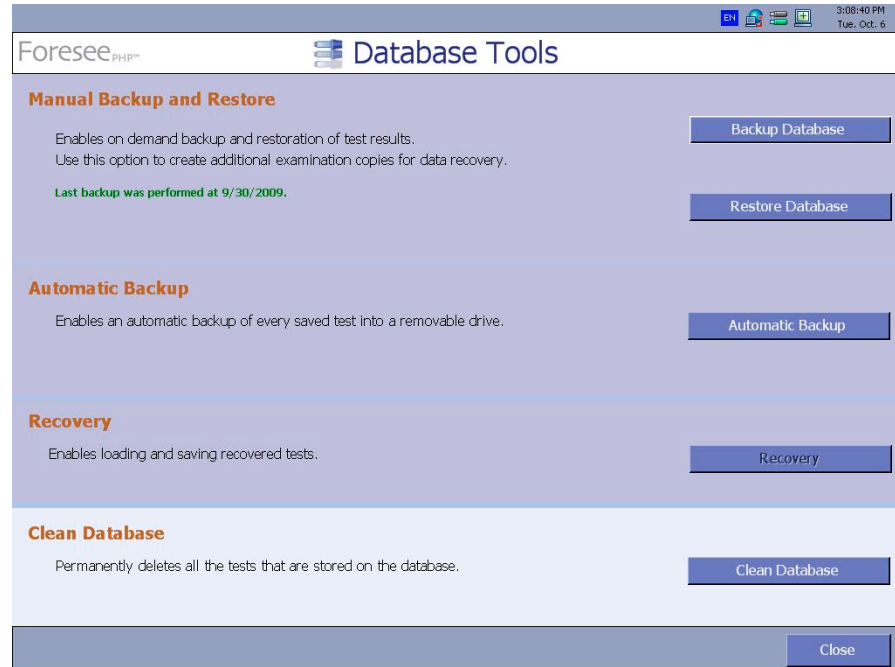 EN
3:08:40 PM
Tue. Oct. 6
Foresee PHP™
Database Tools
Manual Backup and Restore
Enables on demand backup and restoration of test results.
Use this option to create additional examination copies for data recovery.
Last backup was performed at 9/30/2009.
Backup Database
Restore Database
Automatic Backup
Enables an automatic backup of every saved test into a removable drive.
Automatic Backup
Recovery
Enables loading and saving recovered tests.
Recovery
Clean Database
Permanently deletes all the tests that are stored on the database.
Clean Database
Close